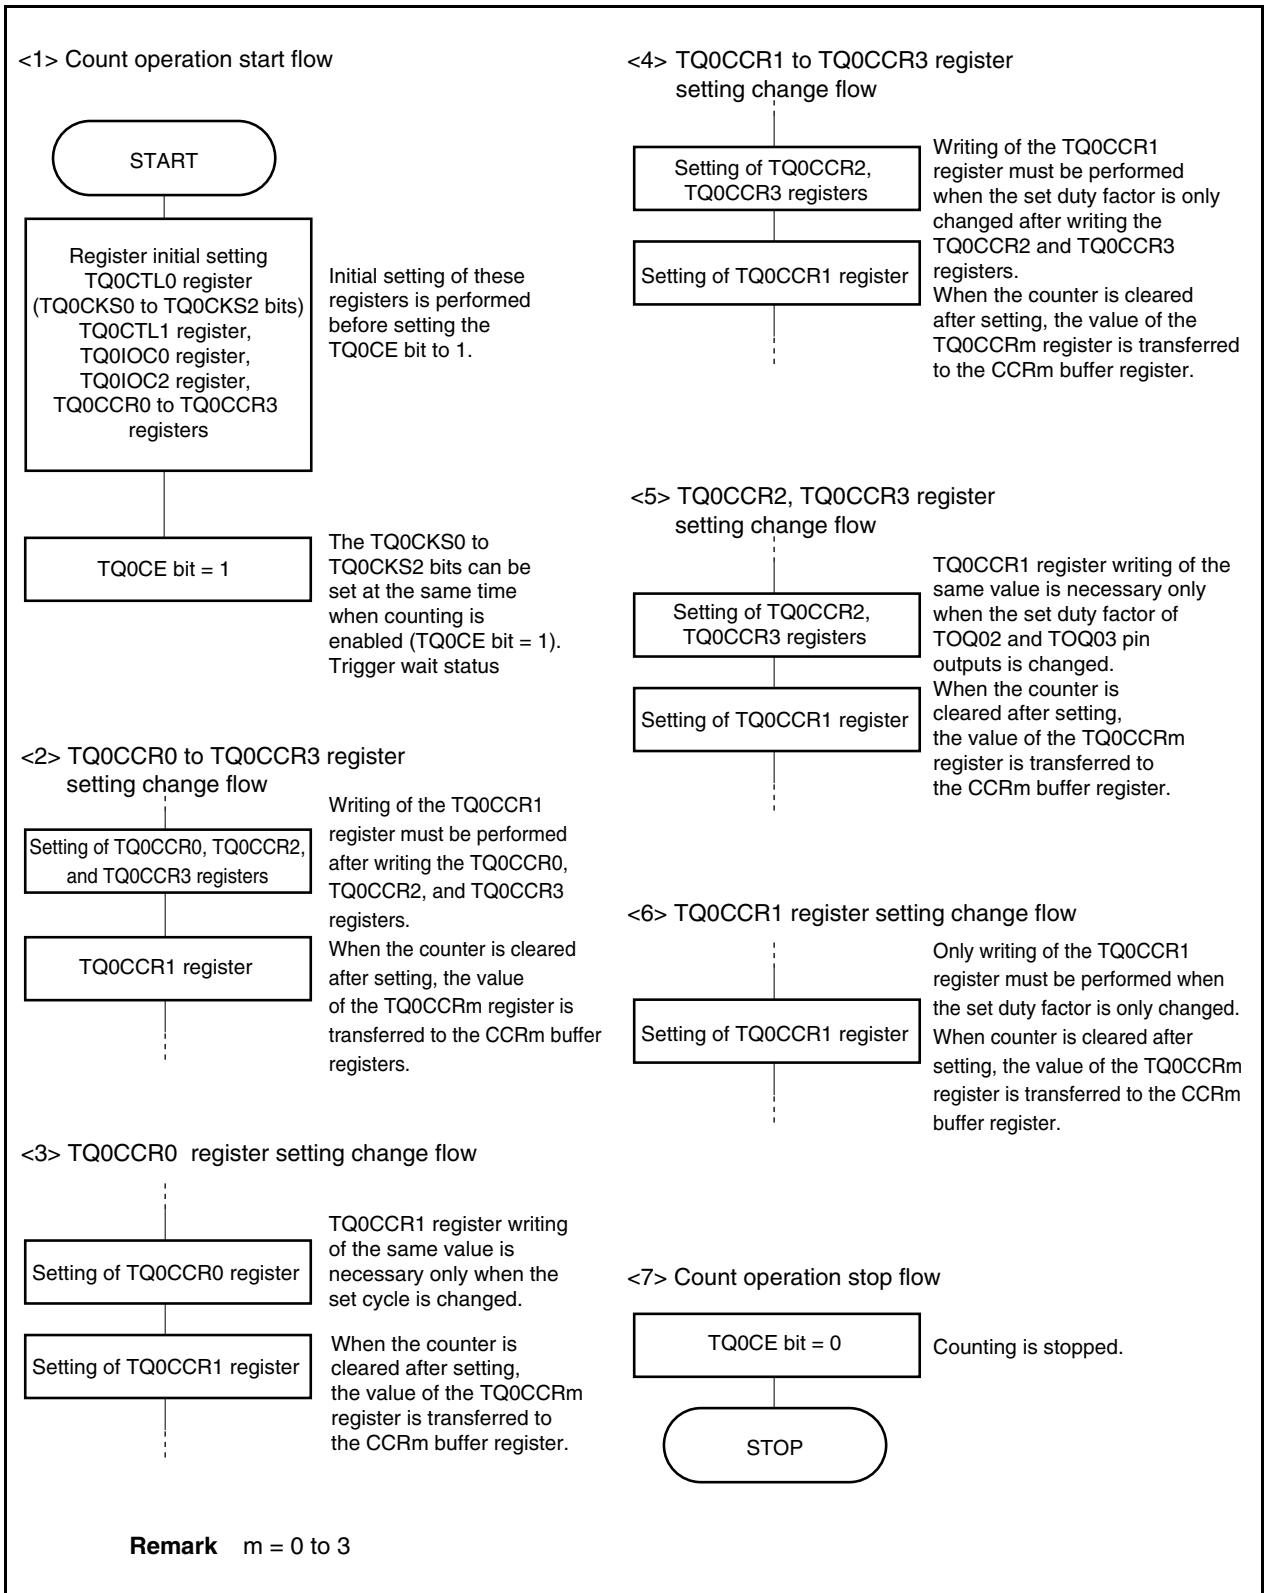 <1> Count operation start flow
START
Register initial setting
TQ0CTL0 register
(TQ0CKS0 to TQ0CKS2 bits)
TQ0CTL1 register,
TQ0IOC0 register,
TQ0IOC2 register,
TQ0CCR0 to TQ0CCR3
registers
Initial setting of these
registers is performed
before setting the
TQ0CE bit to 1.
TQ0CE bit = 1
The TQ0CKS0 to
TQ0CKS2 bits can be
set at the same time
when counting is
enabled (TQ0CE bit = 1).
Trigger wait status
<2> TQ0CCR0 to TQ0CCR3 register
setting change flow
Setting of TQ0CCR0, TQ0CCR2,
and TQ0CCR3 registers
TQ0CCR1 register
Writing of the TQ0CCR1
register must be performed
after writing the TQ0CCR0,
TQ0CCR2, and TQ0CCR3
registers.
When the counter is cleared
after setting, the value
of the TQ0CCRm register is
transferred to the CCRm buffer
registers.
<3> TQ0CCR0 register setting change flow
Setting of TQ0CCR0 register
TQ0CCR1 register writing
of the same value is
necessary only when the
set cycle is changed.
Setting of TQ0CCR1 register
When the counter is
cleared after setting,
the value of the TQ0CCRm
register is transferred to
the CCRm buffer register.
<4> TQ0CCR1 to TQ0CCR3 register
setting change flow
Setting of TQ0CCR2,
TQ0CCR3 registers
Setting of TQ0CCR1 register
Writing of the TQ0CCR1
register must be performed
when the set duty factor is only
changed after writing the
TQ0CCR2 and TQ0CCR3
registers.
When the counter is cleared
after setting, the value of the
TQ0CCRm register is transferred
to the CCRm buffer register.
<5> TQ0CCR2, TQ0CCR3 register
setting change flow
Setting of TQ0CCR2,
TQ0CCR3 registers
Setting of TQ0CCR1 register
TQ0CCR1 register writing of the
same value is necessary only
when the set duty factor of
TOQ02 and TOQ03 pin
outputs is changed.
When the counter is
cleared after setting,
the value of the TQ0CCRm
register is transferred to
the CCRm buffer register.
<6> TQ0CCR1 register setting change flow
Setting of TQ0CCR1 register
Only writing of the TQ0CCR1
register must be performed when
the set duty factor is only changed.
When counter is cleared after
setting, the value of the TQ0CCRm
register is transferred to the CCRm
buffer register.
<7> Count operation stop flow
TQ0CE bit = 0
Counting is stopped.
STOP
Remark m = 0 to 3